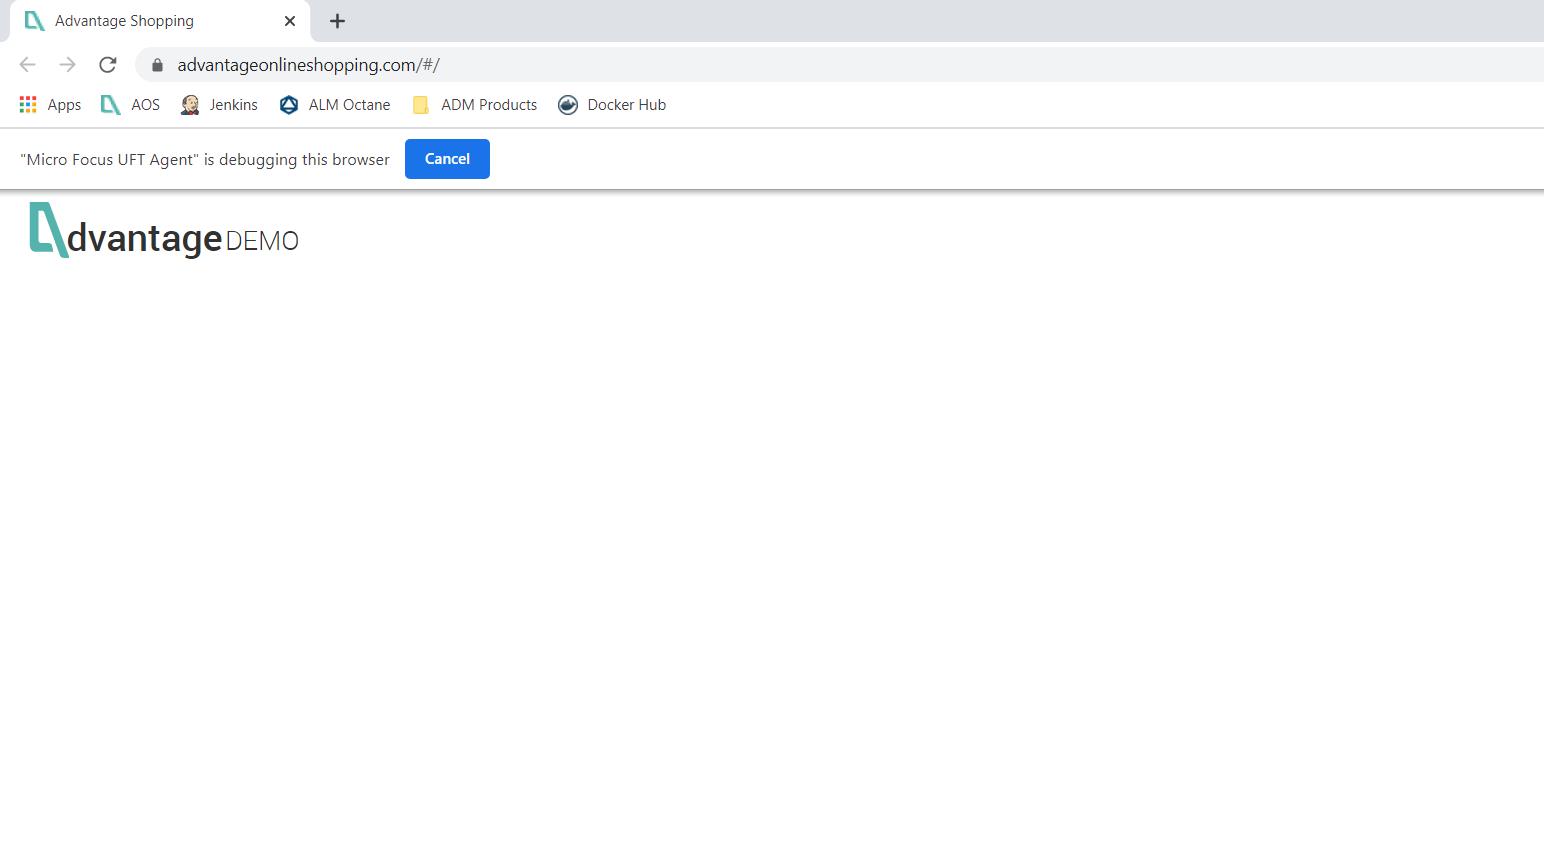 Advantage Shopping
advantageonlineshopping.com/#/
Apps AOS Jenkins ALM Octane ADM Products Docker Hub
"Micro Focus UFT Agent" is debugging this browser Cancel
Advantage DEMO